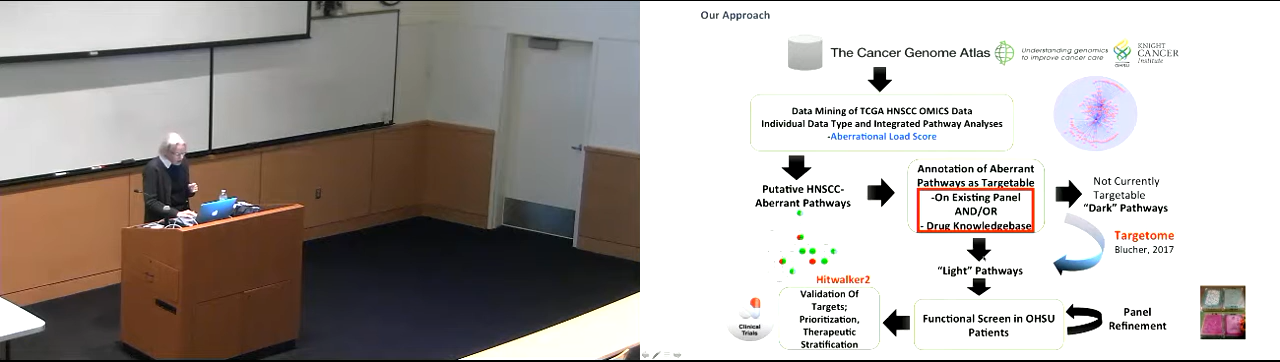 Our Approach
The Cancer Genome Atlas
Understanding genomics
to improve cancer care
KNIGHT
CANCER
Institute
OHSU
Data Mining of TCGA HNSCC OMICS Data
Individual Data Type and Integrated Pathway Analyses
-Aberrational Load Score
Putative HNSCC-
Aberrant Pathways
Annotation of Aberrant
Pathways as Targetable
-On Existing Panel
AND/OR
- Drug Knowledgebase
Not Currently
Targetable
“Dark” Pathways
Targetome
Blucher, 2017
“Light” Pathways
Hitwalker2
Clinical
Trials
Validation Of
Targets;
Prioritization,
Therapeutic
Stratification
Functional Screen in OHSU
Patients
Panel
Refinement